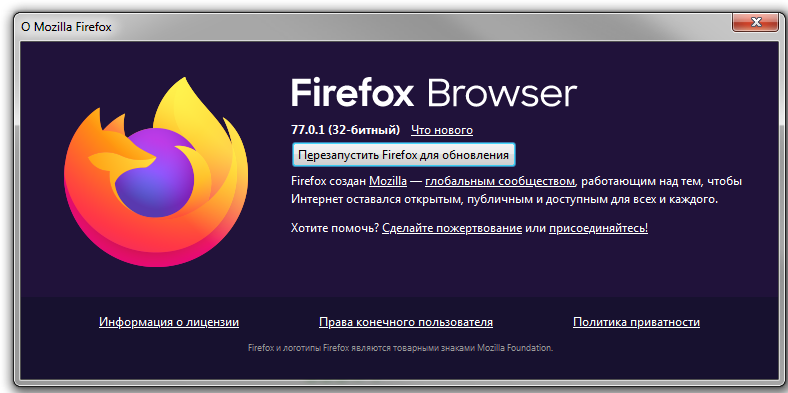 О Mozilla Firefox
Firefox Browser
77.0.1 (32-битный) Что нового
Перезапустить Firefox для обновления
Firefox создан Mozilla — глобальным сообществом, работающим над тем, чтобы
Интернет оставался открытым, публичным и доступным для всех и каждого.
Хотите помочь? Сделайте пожертвование или присоединяйтесь!
Информация о лицензии Права конечного пользователя Политика приватности
Firefox и логотипы Firefox являются товарными знаками Mozilla Foundation.